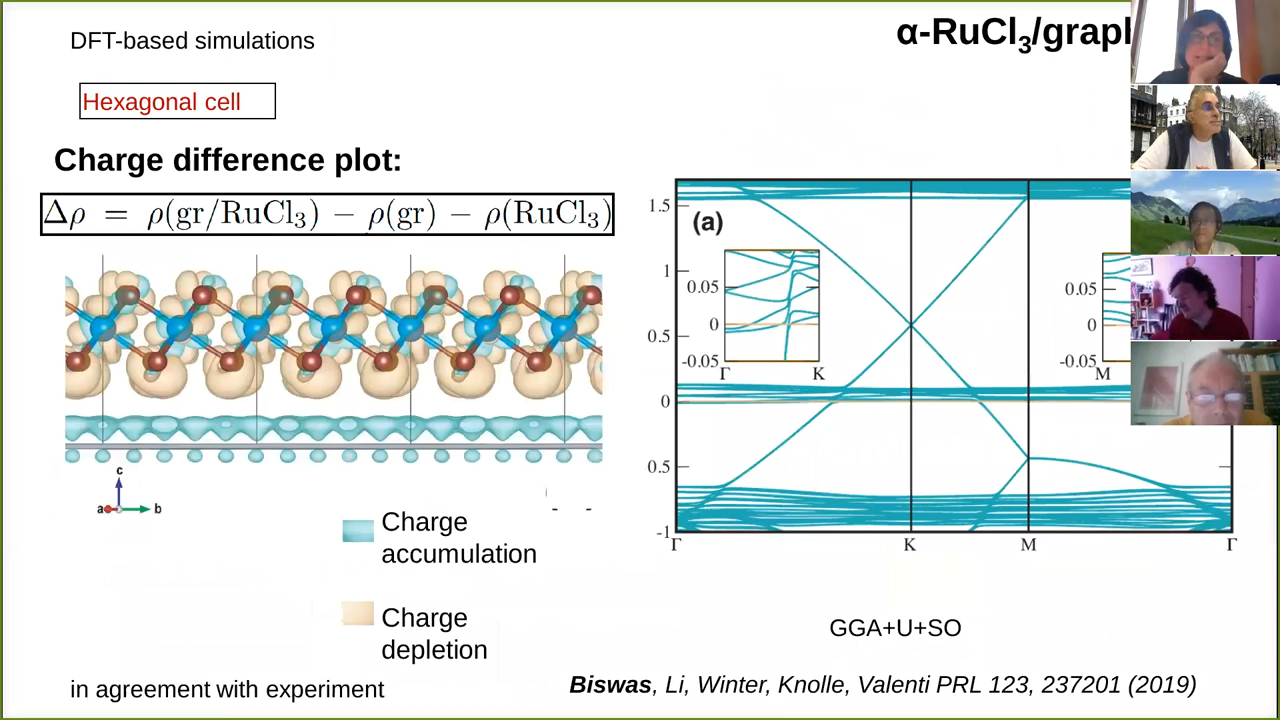 DFT-based simulations
α-RuCl₃/graph
Hexagonal cell
Charge difference plot:
Δρ = ρ(gr/RuCl₃) − ρ(gr) − ρ(RuCl₃)
c
a
b
Charge
accumulation
Charge
depletion
in agreement with experiment
(a)
1.5
1
0.5
0
0.5
-1
0.05
0
-0.05
Γ
K
0.05
0
-0.05
M
Γ
K
M
Γ
GGA+U+SO
Biswas, Li, Winter, Knolle, Valenti PRL 123, 237201 (2019)